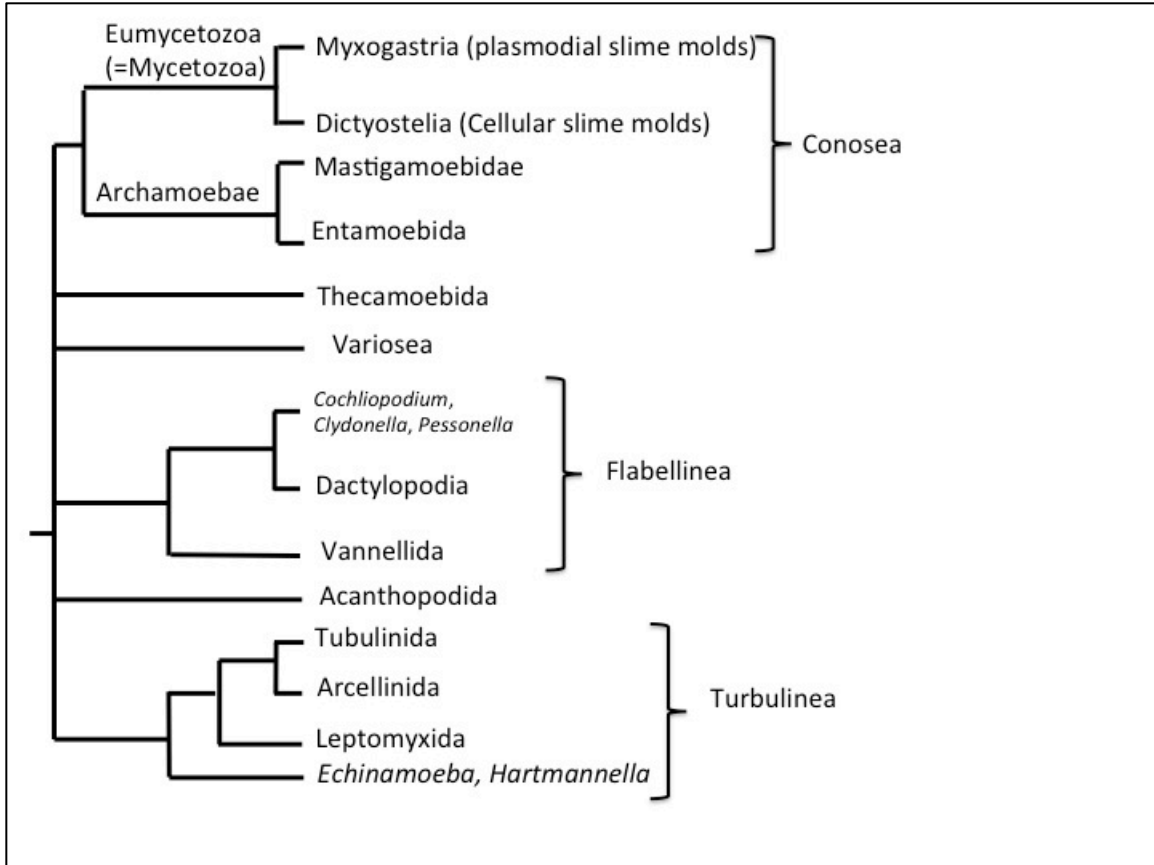 Eumycetozoa
(=Mycetozoa)
Myxogastria (plasmodial slime molds)
Dictyostelia (Cellular slime molds)
Conosea
Mastigamoebidae
Archamoebae
Entamoebida
Thecamoebida
Variosea
Cochliopodium,
Clydonella, Pessonella
Flabellinea
Dactylopodia
Vannellida
Acanthopodida
Tubulinida
Arcellinida
Turbulinea
Leptomyxida
Echinamoeba, Hartmannella